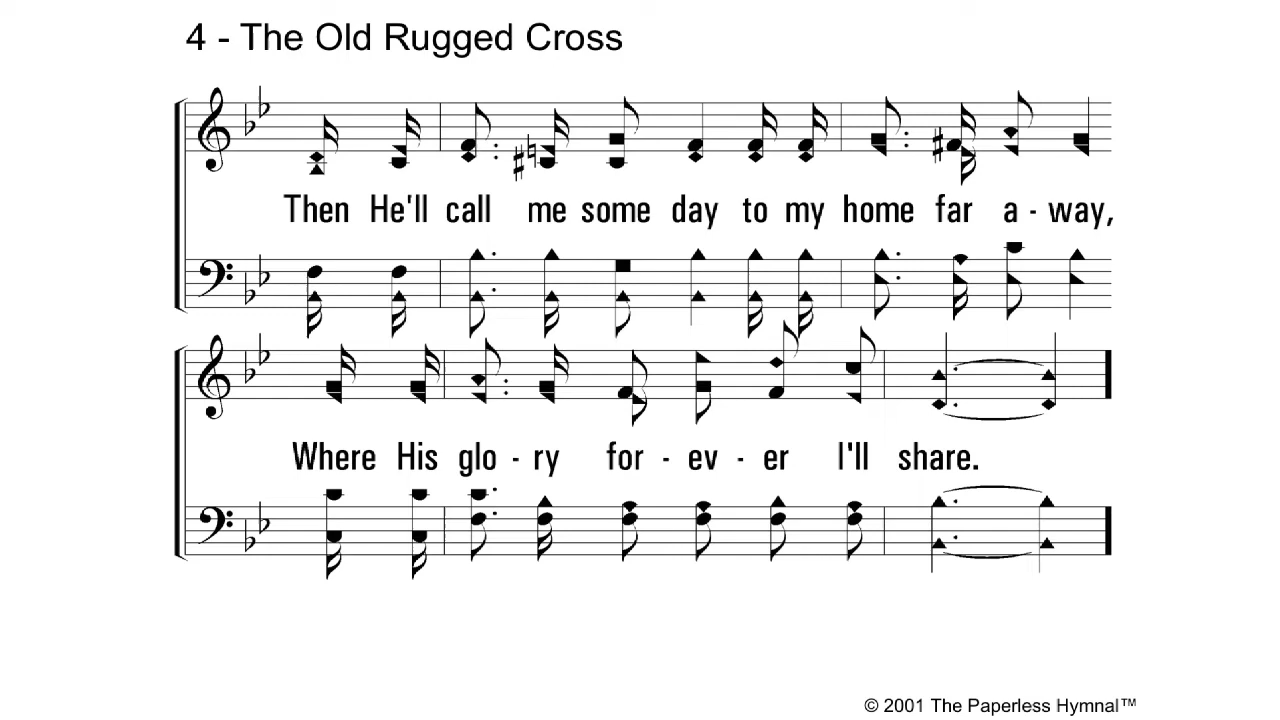 4 - The Old Rugged Cross
Then He'll call me some day to my home far a - way,
Where His glo - ry for - ev - er I'll share.
© 2001 The Paperless Hymnal™